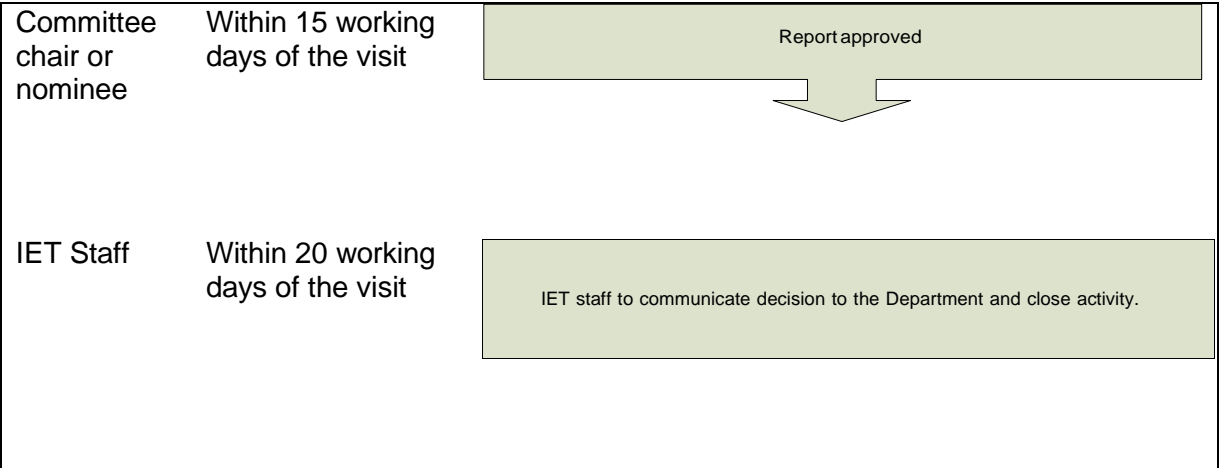 Committee
chair or
nominee
Within 15 working
days of the visit
Report approved
IET Staff
Within 20 working
days of the visit
IET staff to communicate decision to the Department and close activity.